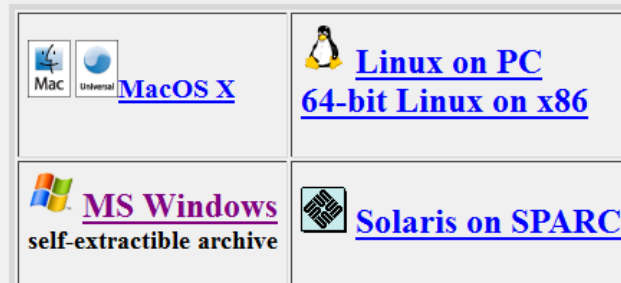 Mac Universal MacOS X
Linux on PC
64-bit Linux on x86
MS Windows
self-extractible archive
Solaris on SPARC